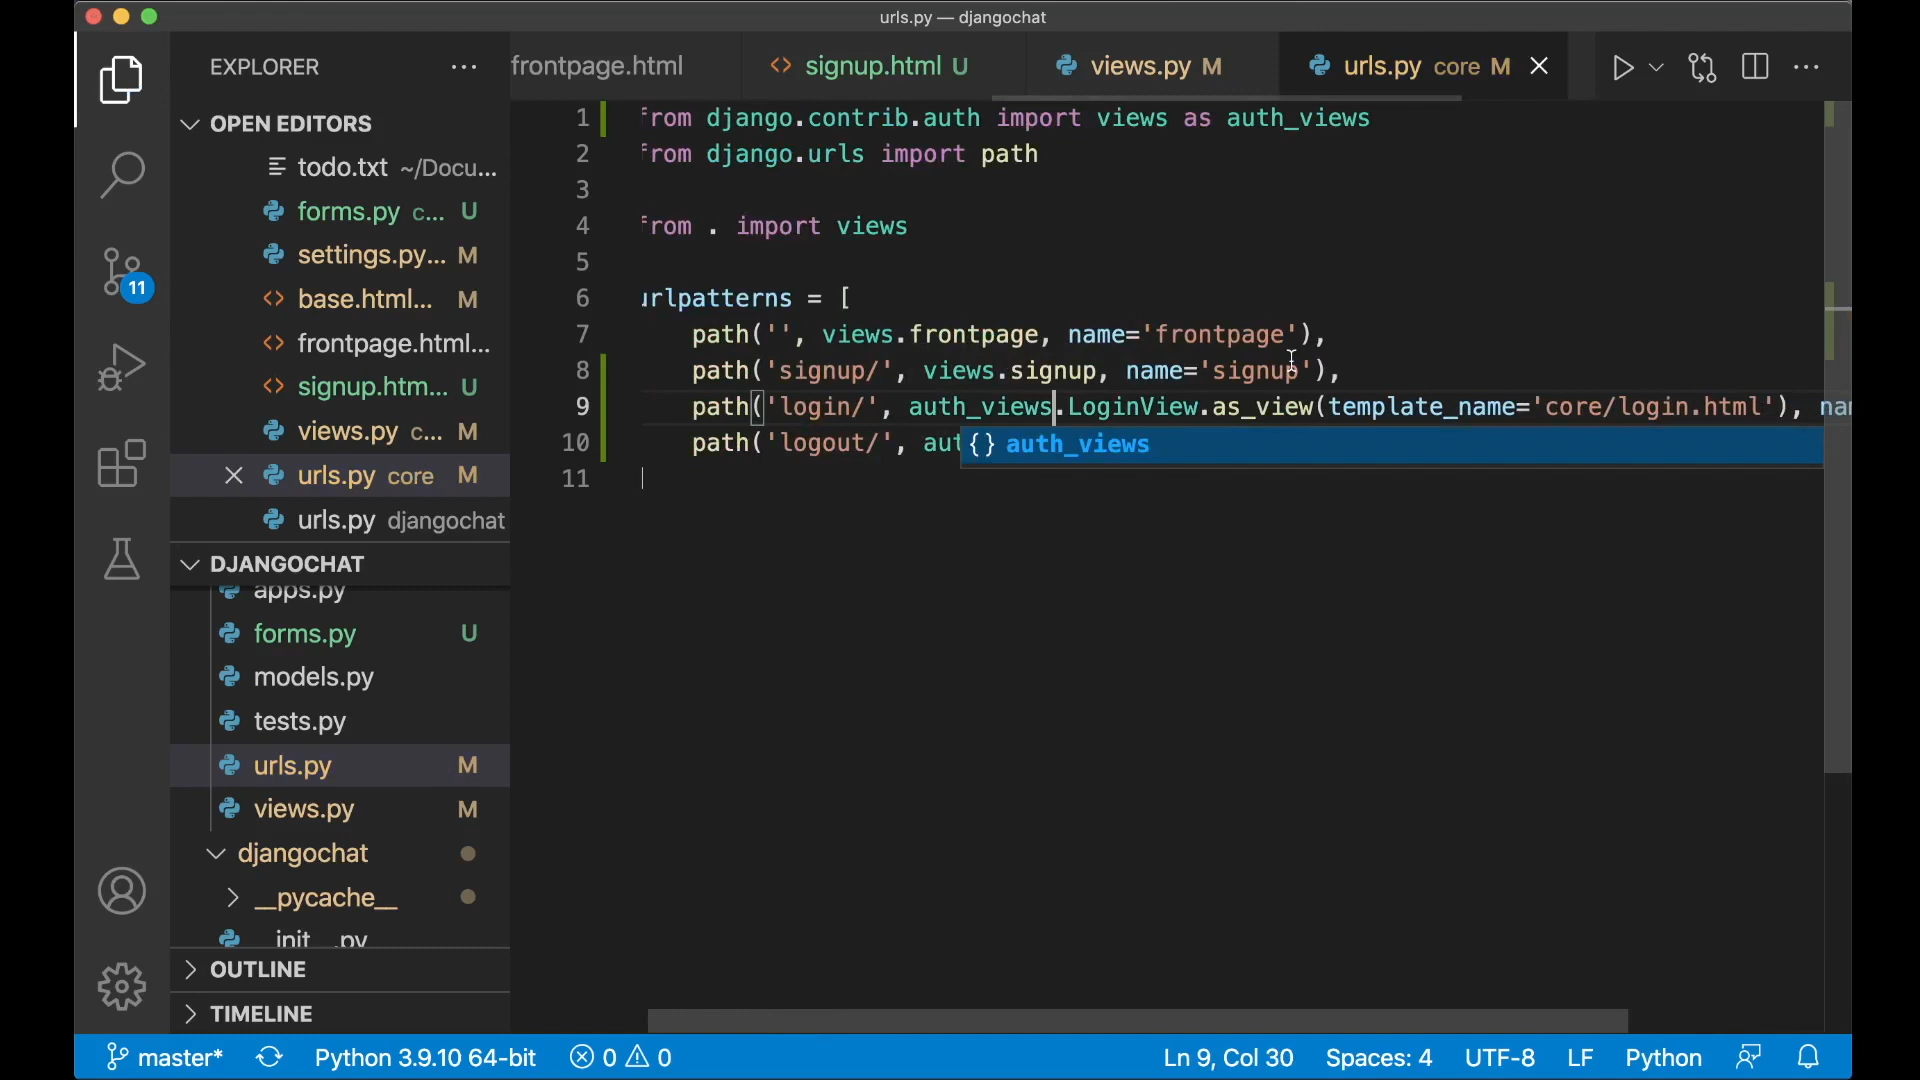 urls.py — djangochat
EXPLORER
frontpage.html
signup.html U
views.py M
urls.py core M
OPEN EDITORS
todo.txt ~/Docu...
forms.py c... U
settings.py... M
base.html... M
frontpage.html...
signup.htm... U
views.py c... M
urls.py core M
urls.py djangochat
DJANGOCHAT
apps.py
forms.py U
models.py
tests.py
urls.py M
views.py M
djangochat
__pycache__
__init__.py
OUTLINE
TIMELINE
11
1 from django.contrib.auth import views as auth_views
2 from django.urls import path
3
4 from . import views
5
6 urlpatterns = [
7 path('', views.frontpage, name='frontpage'),
8 path('signup/', views.signup, name='signup'),
9 path('login/', auth_views.LoginView.as_view(template_name='core/login.html'), na
10 path('logout/', aut
{} auth_views
11
master*
Python 3.9.10 64-bit
0
0
Ln 9, Col 30
Spaces: 4
UTF-8
LF
Python